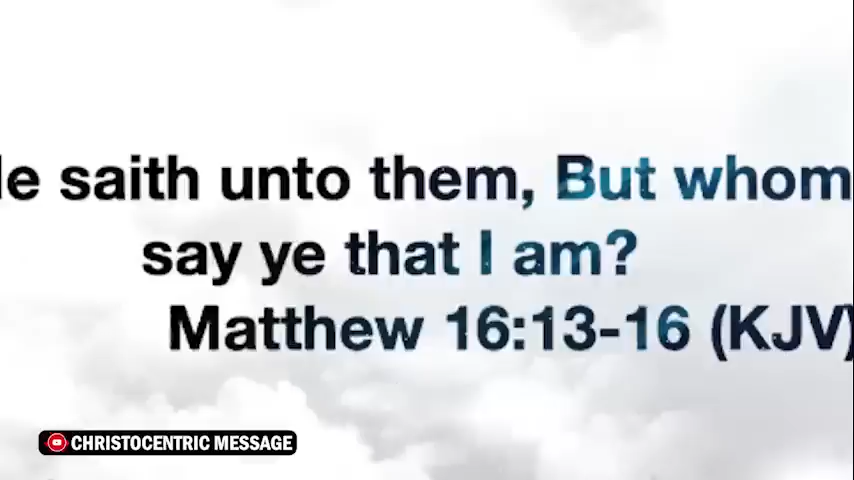 saith unto them, But whom
say ye that I am?
Matthew 16:13-16 (KJV)
CHRISTOCENTRIC MESSAGE